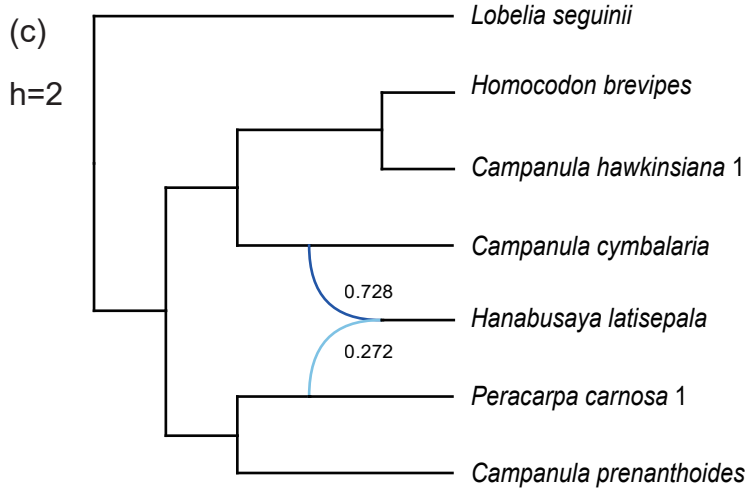 (c)
h=2
Lobelia seguinii
Homocodon brevipes
Campanula hawkinsiana 1
Campanula cymbalaria
0.728
Hanabusaya latisepala
0.272
Peracarpa carnosa 1
Campanula prenanthoides